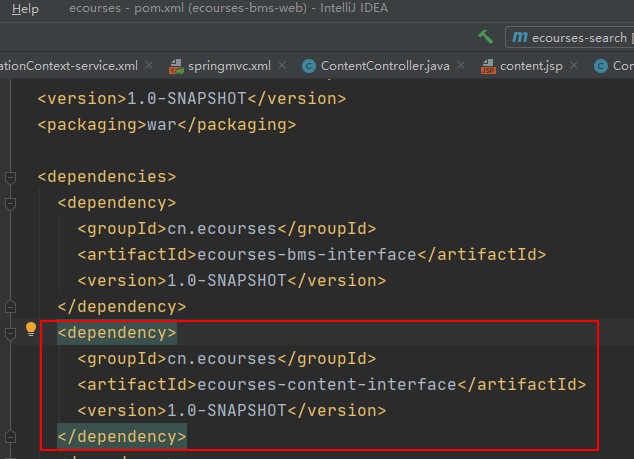 Help ecourses - pom.xml (ecourses-bms-web) - IntelliJ IDEA
m ecourses-search [
ationContext-service.xml × springmvc.xml × C ContentController.java × JSP content.jsp × C Con
<version>1.0-SNAPSHOT</version>
<packaging>war</packaging>
<dependencies>
<dependency>
<groupId>cn.ecourses</groupId>
<artifactId>ecourses-bms-interface</artifactId>
<version>1.0-SNAPSHOT</version>
</dependency>
<dependency>
<groupId>cn.ecourses</groupId>
<artifactId>ecourses-content-interface</artifactId>
<version>1.0-SNAPSHOT</version>
</dependency>